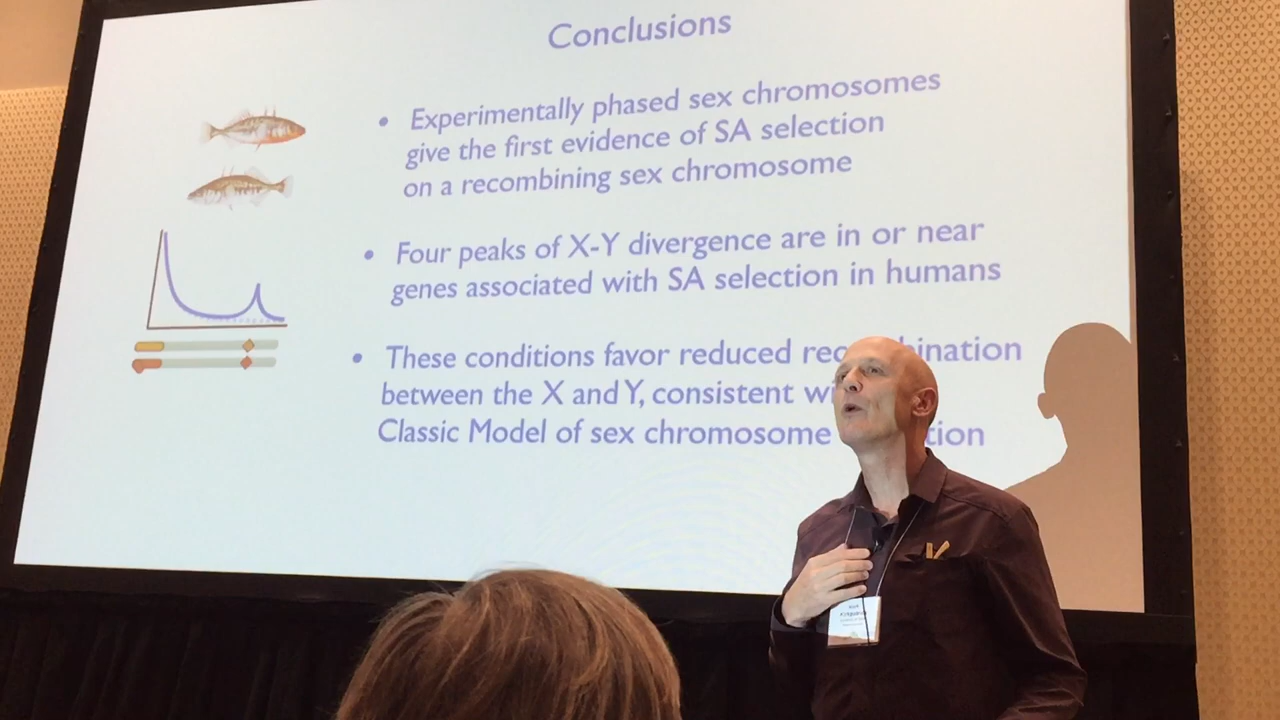 Conclusions
• Experimentally phased sex chromosomes
give the first evidence of SA selection
on a recombining sex chromosome
• Four peaks of X-Y divergence are in or near
genes associated with SA selection in humans
• These conditions favor reduced
between the X and Y, consistent
Classic Model of sex chromosome